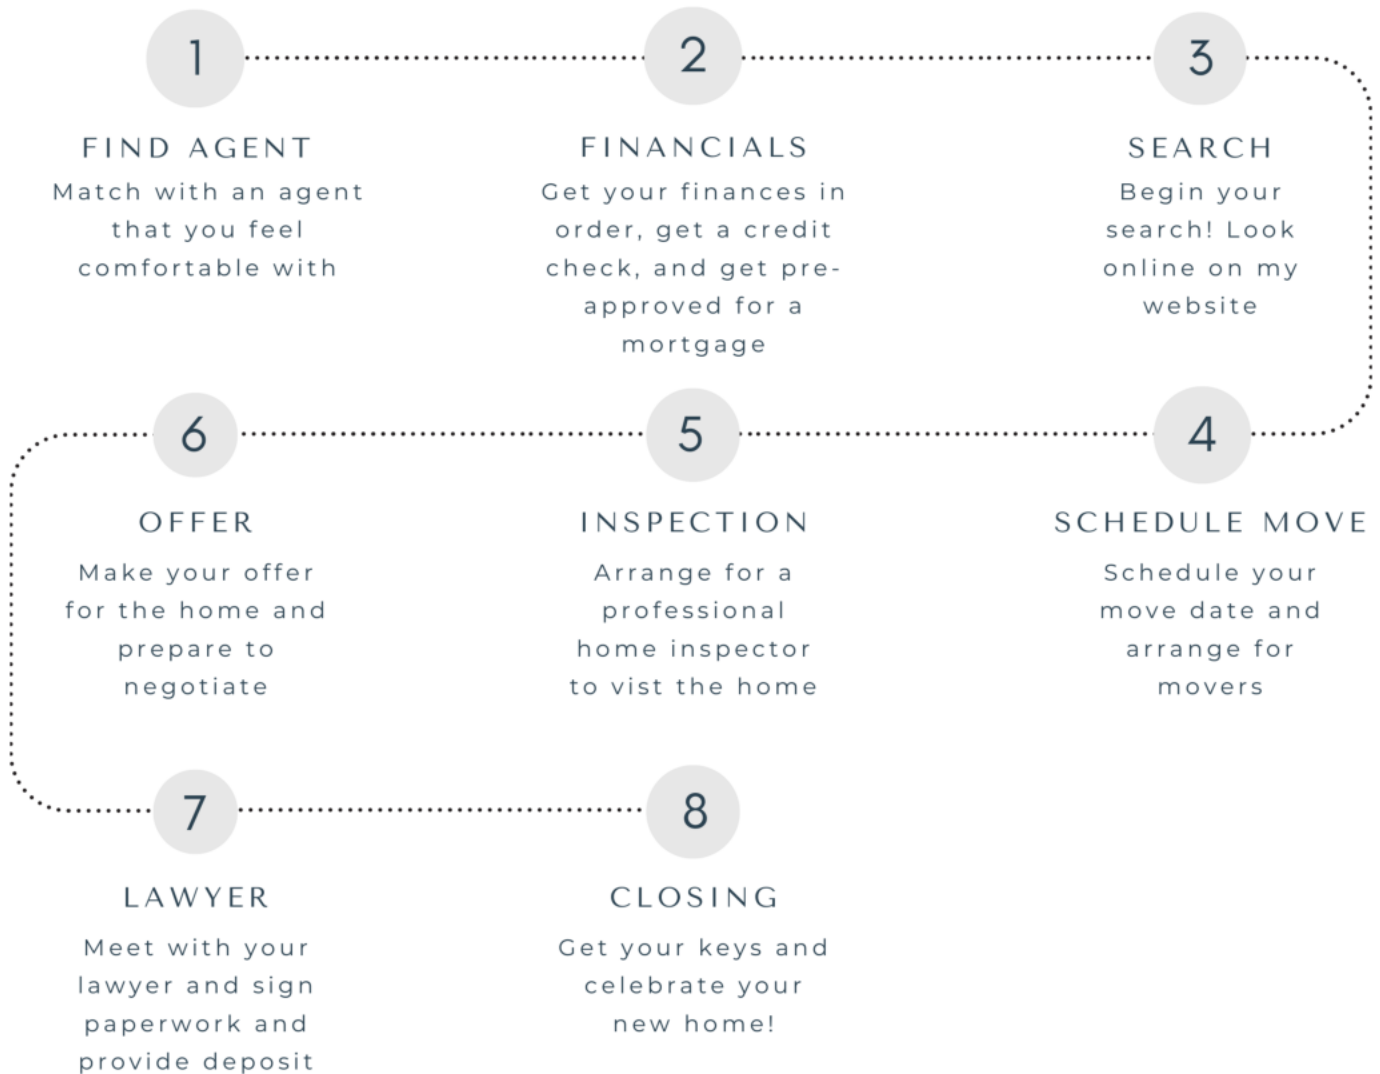 1
FIND AGENT
Match with an agent
that you feel
comfortable with
2
FINANCIALS
Get your finances in
order, get a credit
check, and get pre-
approved for a
mortgage
3
SEARCH
Begin your
search! Look
online on my
website
4
SCHEDULE MOVE
Schedule your
move date and
arrange for
movers
5
INSPECTION
Arrange for a
professional
home inspector
to vist the home
6
OFFER
Make your offer
for the home and
prepare to
negotiate
7
LAWYER
Meet with your
lawyer and sign
paperwork and
provide deposit
8
CLOSING
Get your keys and
celebrate your
new home!